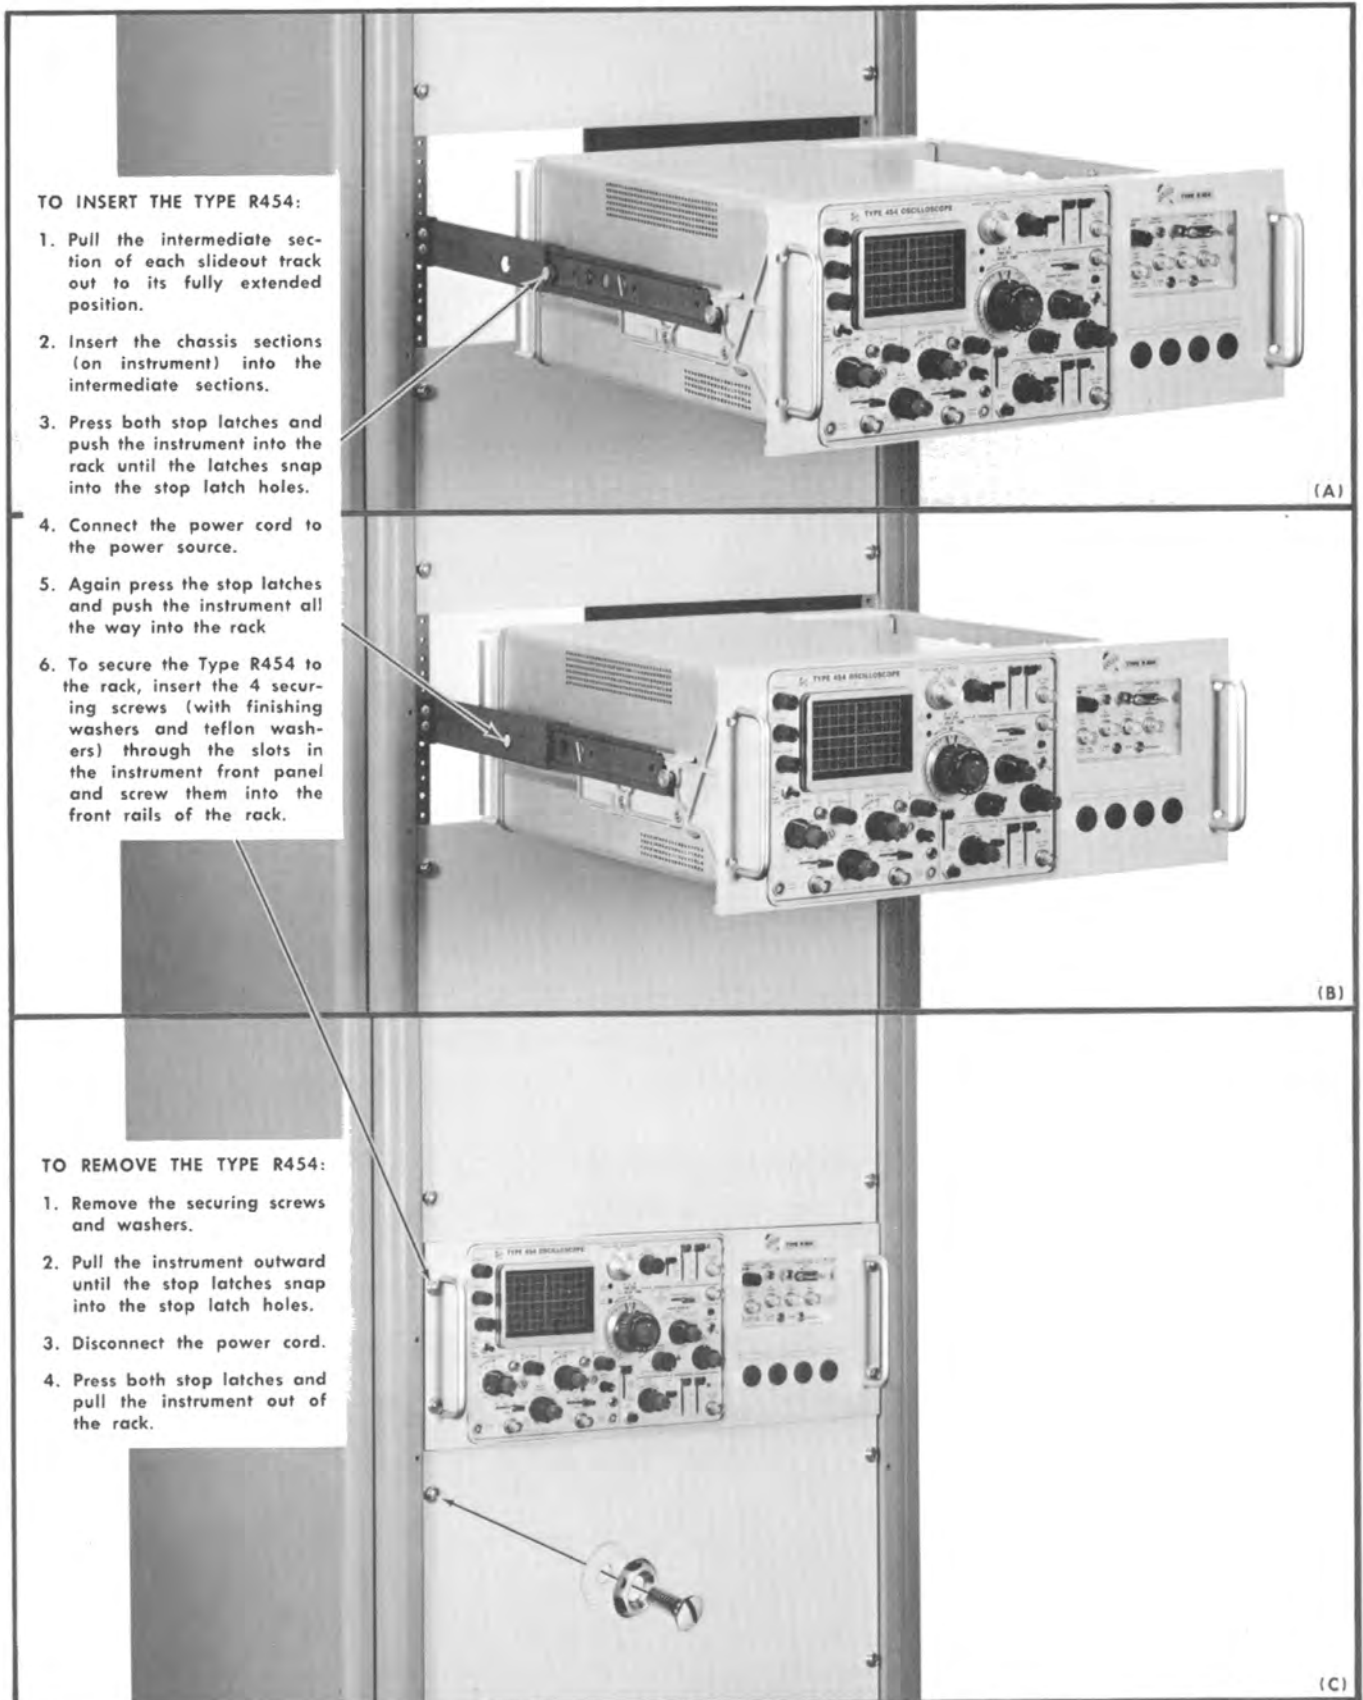 TO INSERT THE TYPE R454:
1. Pull the intermediate sec-
tion of each slideout track
out to its fully extended
position.
2. Insert the chassis sections
(on instrument) into the
intermediate sections.
3. Press both stop latches and
push the instrument into the
rack until the latches snap
into the stop latch holes.
4. Connect the power cord to
the power source.
5. Again press the stop latches
and push the instrument all
the way into the rack
6. To secure the Type R454 to
the rack, insert the 4 secur-
ing screws (with finishing
washers and teflon wash-
ers) through the slots in
the instrument front panel
and screw them into the
front rails of the rack.
TYPE 454 OSCILLOSCOPE
TYPE R454
(A)
TYPE 454 OSCILLOSCOPE
TYPE R454
(B)
TO REMOVE THE TYPE R454:
1. Remove the securing screws
and washers.
2. Pull the instrument outward
until the stop latches snap
into the stop latch holes.
3. Disconnect the power cord.
4. Press both stop latches and
pull the instrument out of
the rack.
TYPE 454 OSCILLOSCOPE
TYPE R454
(C)